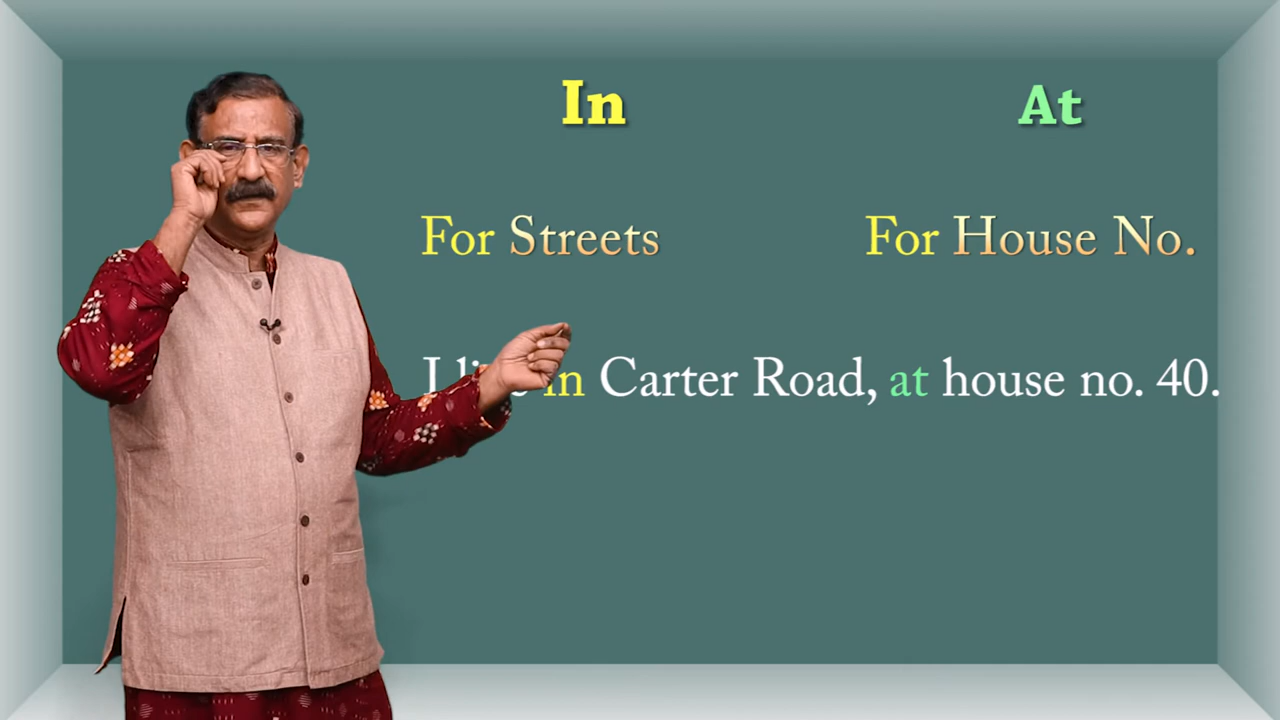 In At
For Streets For House No.
I in Carter Road, at house no. 40.